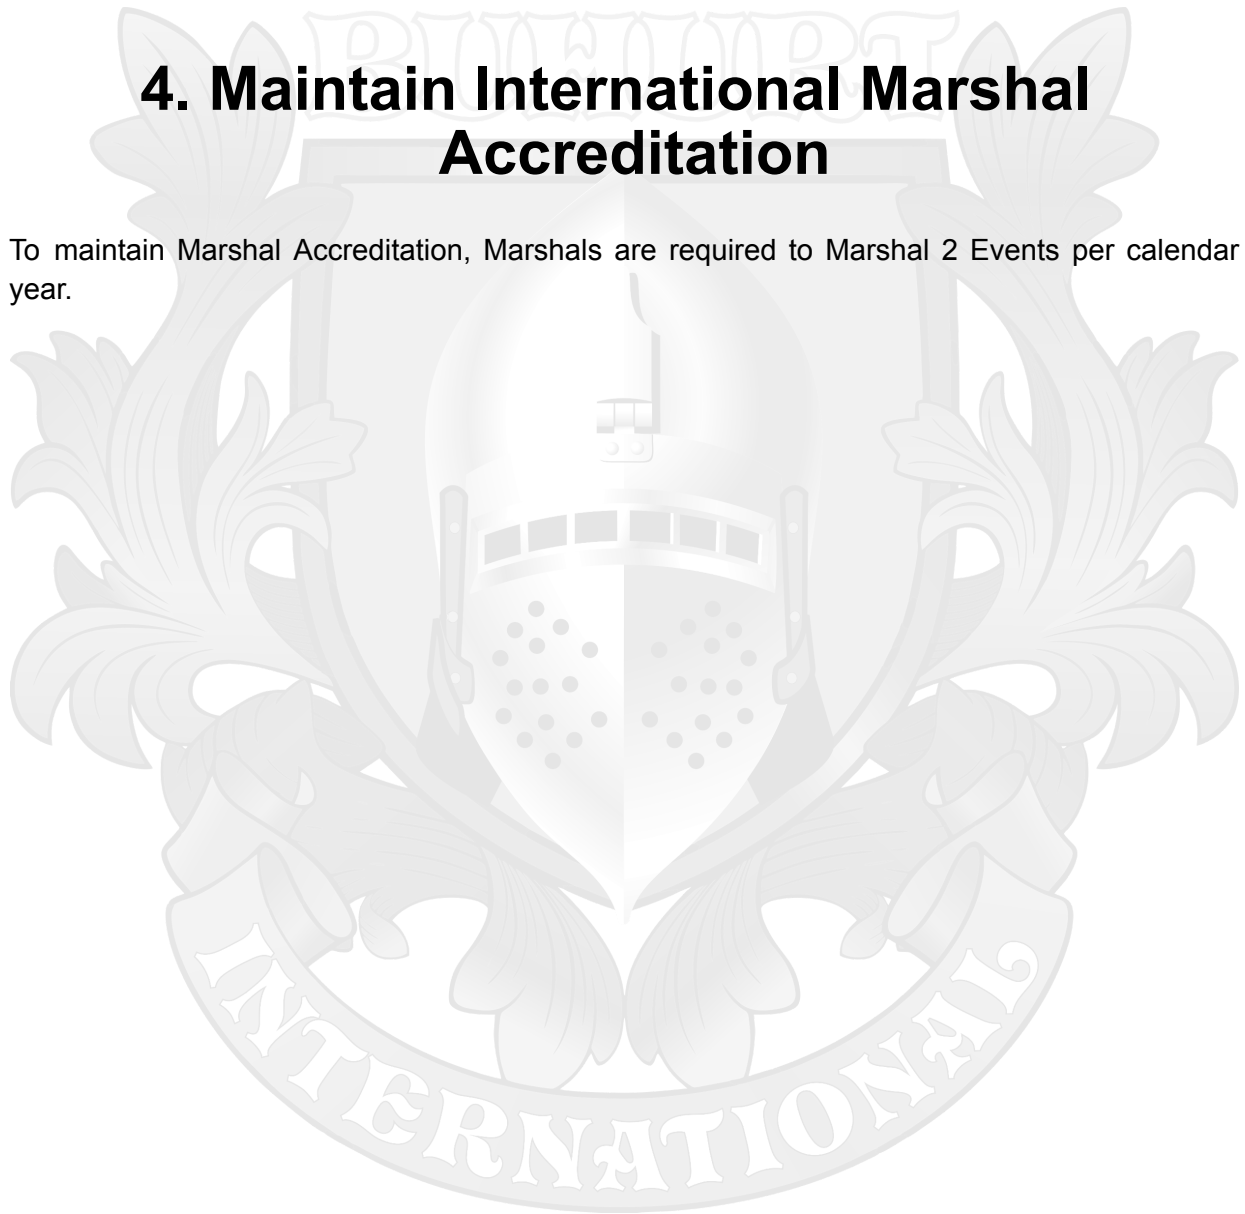 BUHURT
4. Maintain International Marshal
Accreditation
To maintain Marshal Accreditation, Marshals are required to Marshal 2 Events per calendar
year.
INTERNATIONAL